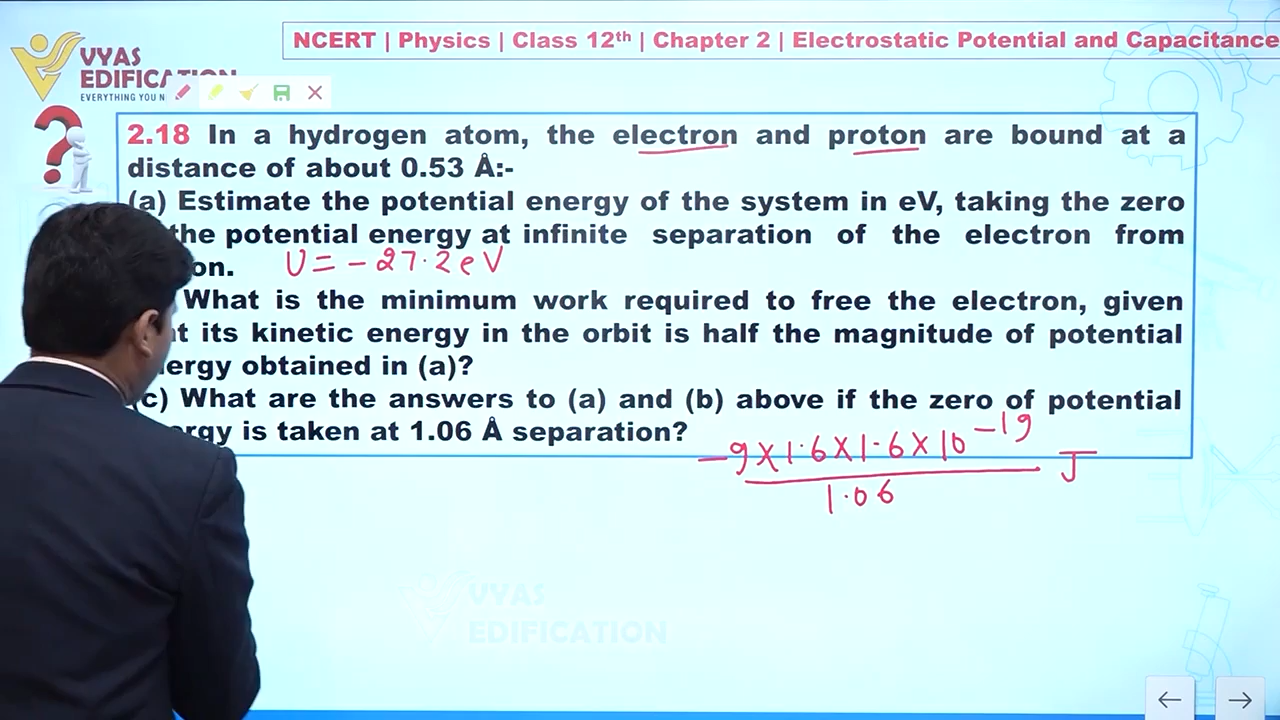 NCERT | Physics | Class 12th | Chapter 2 | Electrostatic Potential and Capacitance
VYAS
EDIFICATION
EVERYTHING YOU N
2.18 In a hydrogen atom, the electron and proton are bound at a
distance of about 0.53 Å:-
(a) Estimate the potential energy of the system in eV, taking the zero
the potential energy at infinite separation of the electron from
on. U = - 27.2 eV
What is the minimum work required to free the electron, given
t its kinetic energy in the orbit is half the magnitude of potential
ergy obtained in (a)?
(c) What are the answers to (a) and (b) above if the zero of potential
rgy is taken at 1.06 Å separation?
-9×1.6×1.6×10^-19 J
1.06
VYAS
EDIFICATION